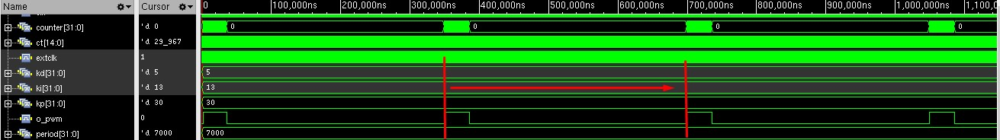 Name Cursor 0 100,000ns 200,000ns 300,000ns 400,000ns 500,000ns 600,000ns 700,000ns 800,000ns 900,000ns 1,000,000ns 1,100,
counter[31:0] 'd 0 0 0 0 0
ct[14:0] 'd 29_967
extclk 1
kd[31:0] 'd 5 5
ki[31:0] 'd 13 13
kp[31:0] 'd 30 30
o_pwm 0
period[31:0] 'd 7000 7000